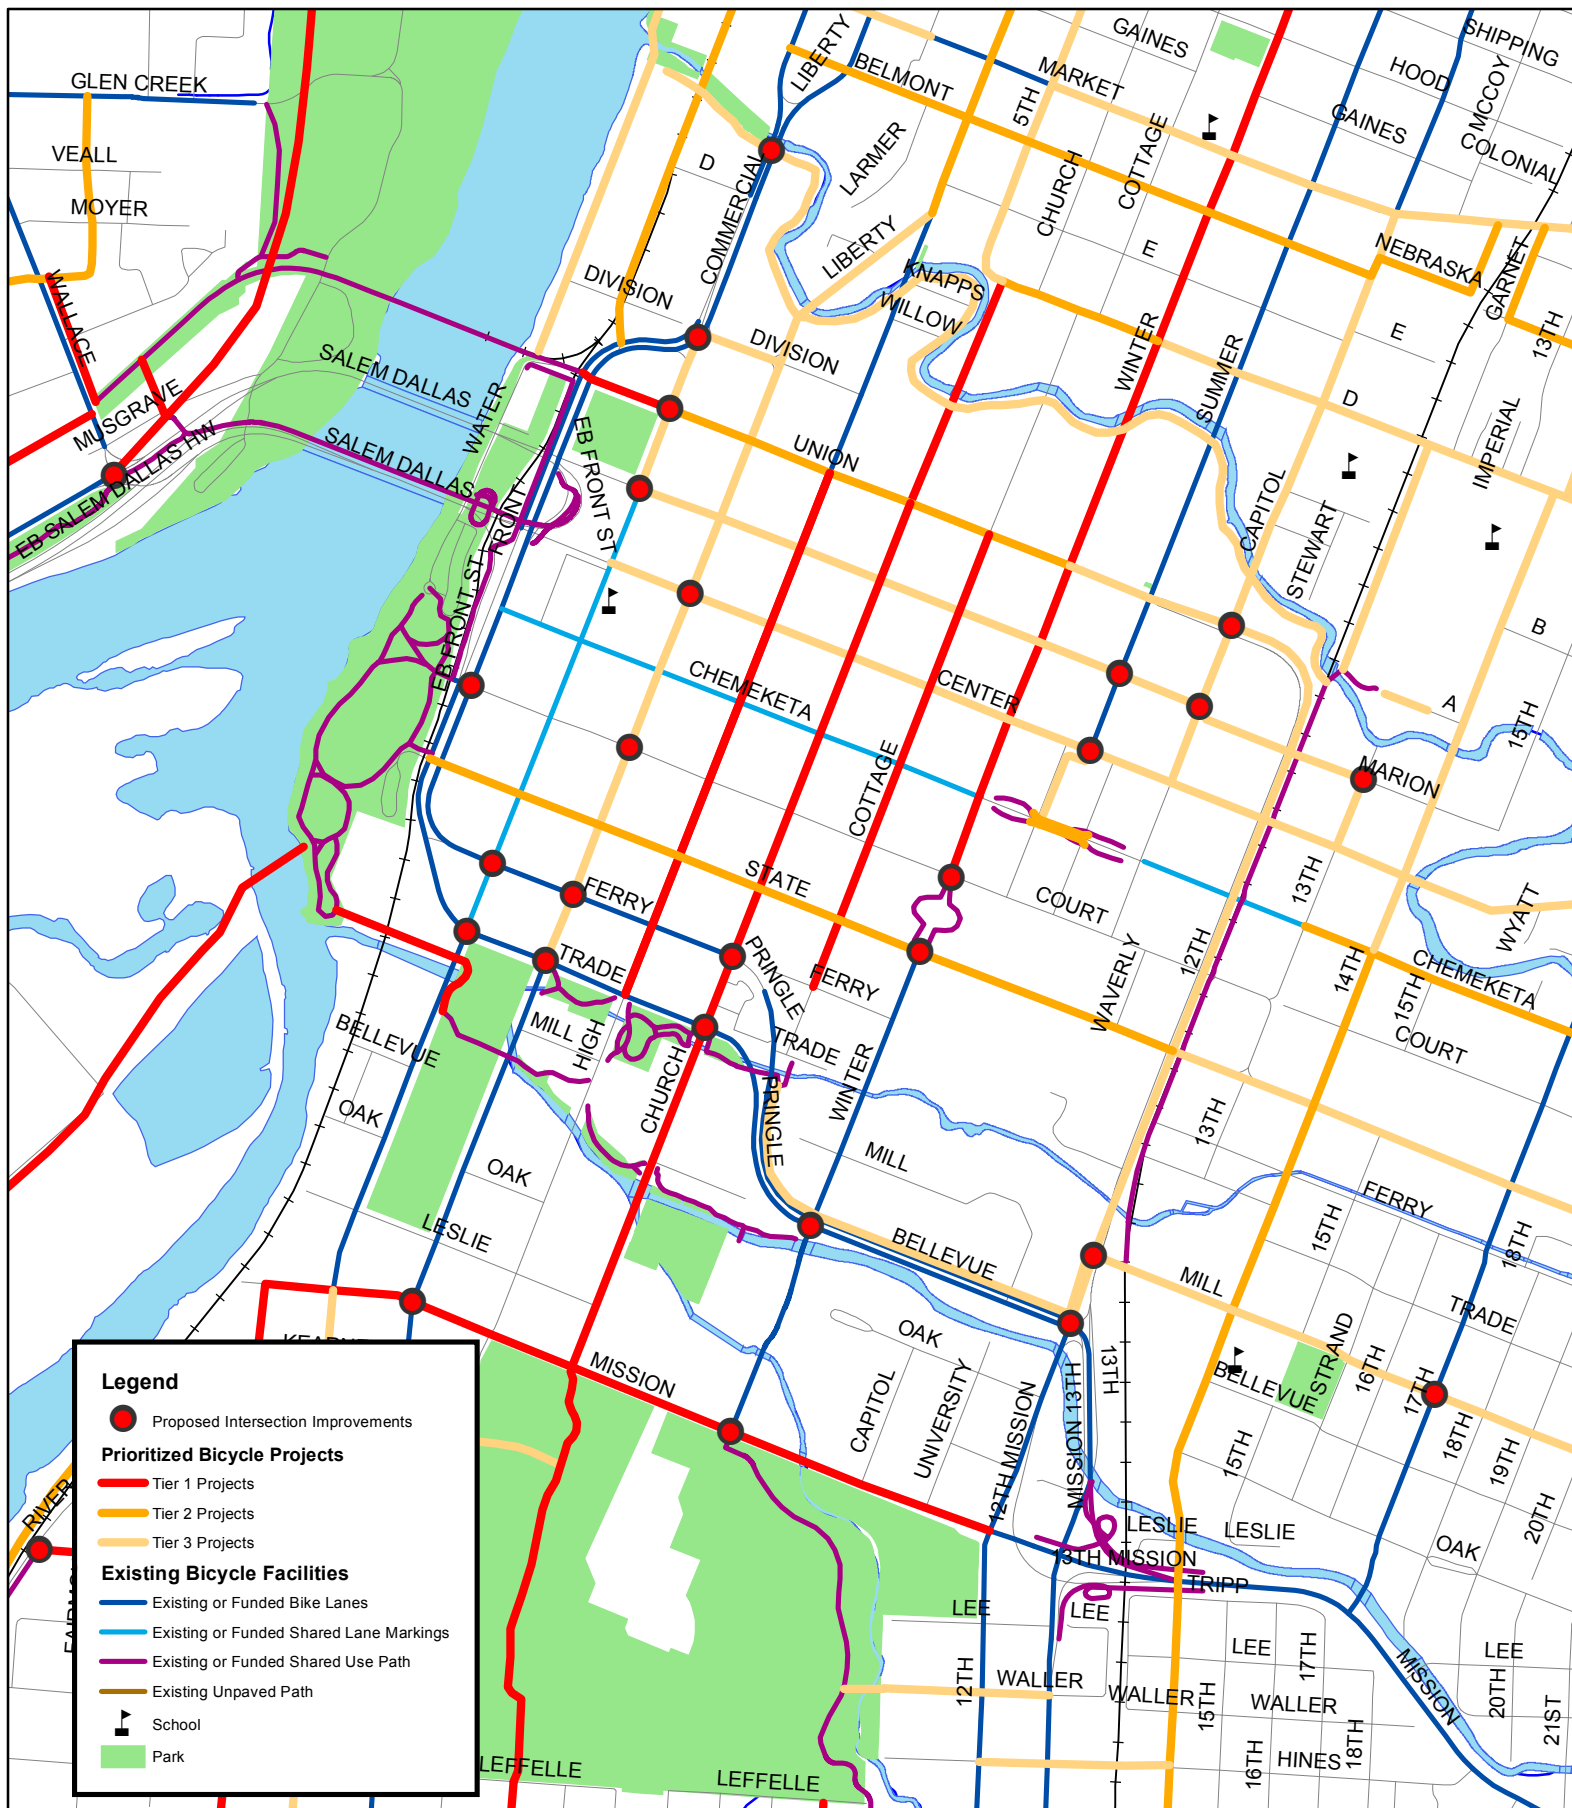 GAINES
SHIPPING
LIBERTY
BELMONT
MARKET
HOOD
MCCOY
GLEN CREEK
5TH
COTTAGE
GAINES
COLONIAL
VEALL
D
LARMER
CHURCH
MOYER
COMMERCIAL
LIBERTY
E
NEBRASKA
GARNET
DIVISION
KNAPPS
WILLOW
WALLACE
DIVISION
WINTER
SUMMER
E
13TH
SALEM DALLAS
WATER
D
IMPERIAL
MUSGRAVE
SALEM DALLAS
EB FRONT ST
UNION
EB SALEM DALLAS HW
FRONT
CAPITOL
STEWART
EB FRONT ST
B
CHEMEKETA
CENTER
A
15TH
COTTAGE
MARION
STATE
FERRY
COURT
13TH
WYATT
TRADE
PRINGLE
FERRY
WAVERLY
12TH
14TH
15TH
CHEMEKETA
BELLEVUE
MILL
HIGH
TRADE
COURT
OAK
CHURCH
PRINGLE
WINTER
13TH
OAK
MILL
LESLIE
BELLEVUE
15TH
FERRY
18TH
MILL
TRADE
MISSION
OAK
CAPITOL
UNIVERSITY
12TH MISSION
MISSION 13TH
13TH
BELLEVUE
STRAND
16TH
17TH
15TH
18TH
19TH
20TH
RIVER
LESLIE
LESLIE
OAK
13TH MISSION
TRIPP
LEE
LEE
LEE
17TH
MISSION
LEE
12TH
WALLER
WALLER
15TH
WALLER
20TH
21ST
16TH
HINES
18TH
LEFFELLE
LEFFELLE
Legend
Proposed Intersection Improvements
Prioritized Bicycle Projects
Tier 1 Projects
Tier 2 Projects
Tier 3 Projects
Existing Bicycle Facilities
Existing or Funded Bike Lanes
Existing or Funded Shared Lane Markings
Existing or Funded Shared Use Path
Existing Unpaved Path
School
Park